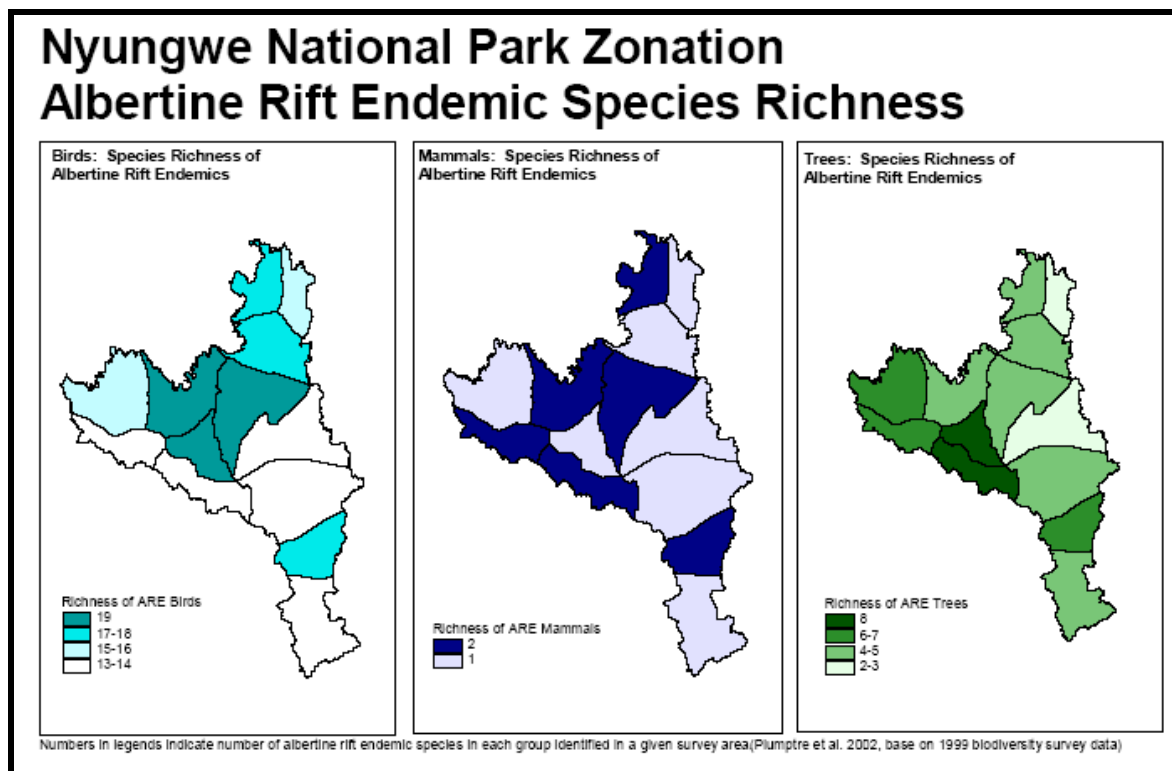 Nyungwe National Park Zonation
Albertine Rift Endemic Species Richness
Birds: Species Richness of
Albertine Rift Endemics
Richness of ARE Birds
19
17-18
15-16
13-14
Mammals: Species Richness of
Albertine Rift Endemics
Richness of ARE Mammals
2
1
Trees: Species Richness of
Albertine Rift Endemics
Richness of ARE Trees
8
6-7
4-5
2-3
Numbers in legends indicate number of albertine rift endemic species in each group identified in a given survey area(Plumptre et al. 2002, base on 1999 biodiversity survey data)